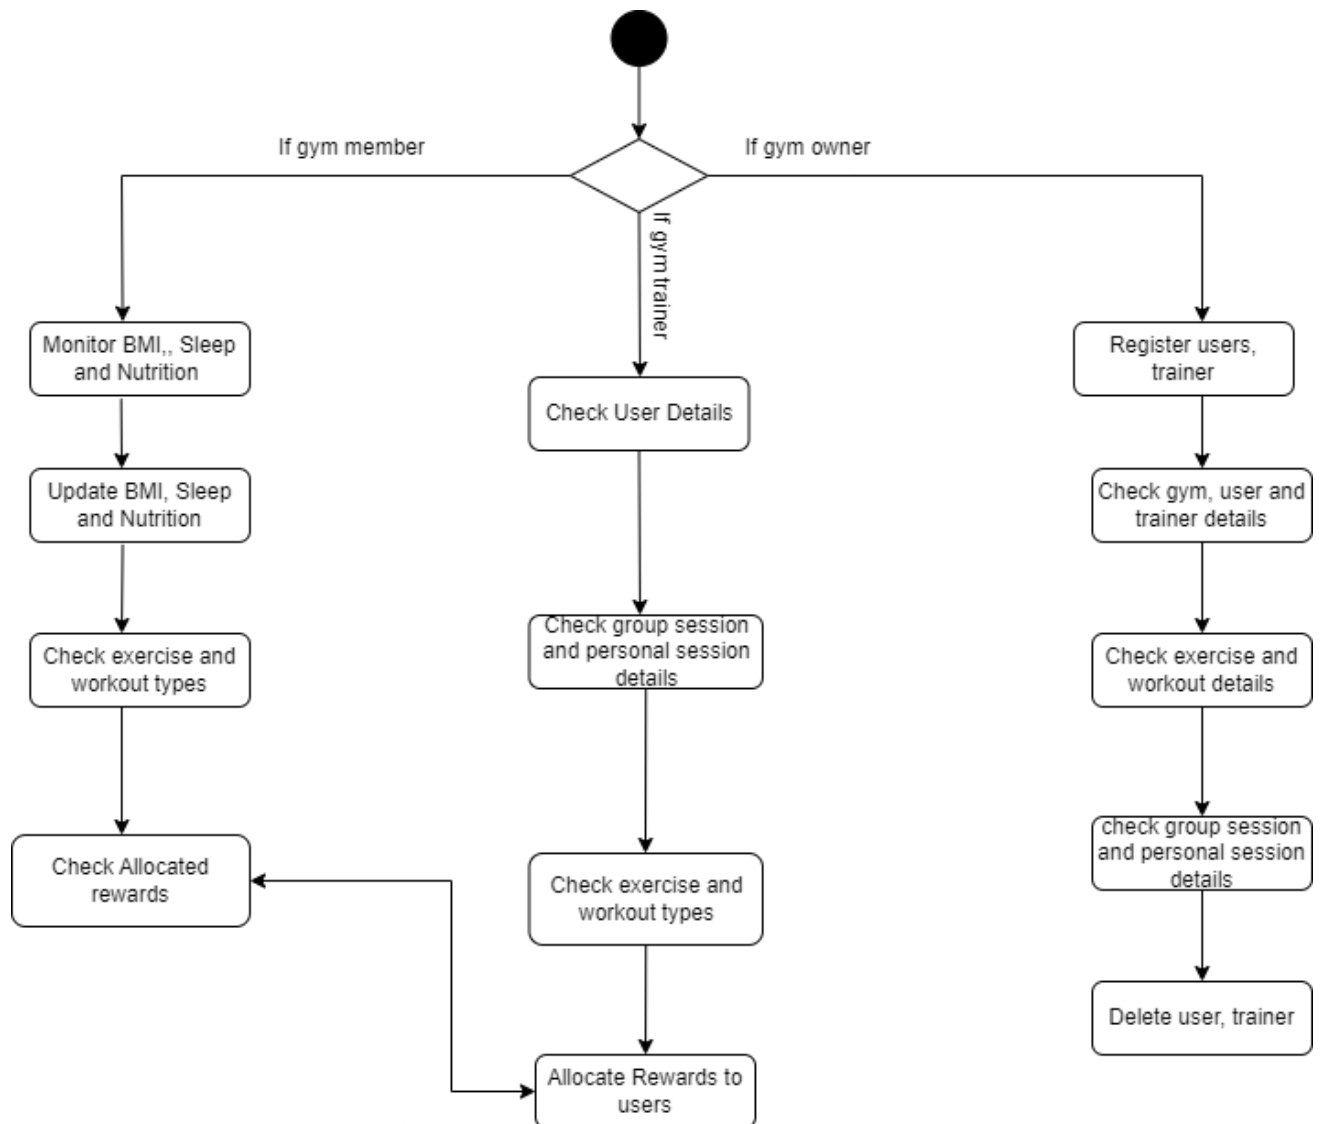 If gym member
If gym owner
If gym trainer
Monitor BMI,, Sleep
and Nutrition
Update BMI, Sleep
and Nutrition
Check exercise and
workout types
Check Allocated
rewards
Check User Details
Check group session
and personal session
details
Check exercise and
workout types
Allocate Rewards to
users
Register users,
trainer
Check gym, user and
trainer details
Check exercise and
workout details
check group session
and personal session
details
Delete user, trainer